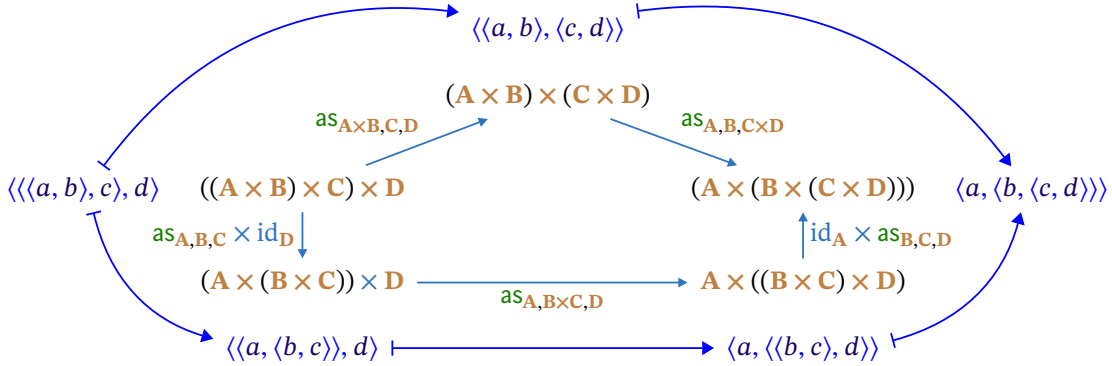 ⟨⟨a, b⟩, ⟨c, d⟩⟩
(A × B) × (C × D)
as_{A×B,C,D} as_{A,B,C×D}
⟨⟨⟨a, b⟩, c⟩, d⟩ ((A × B) × C) × D (A × (B × (C × D))) ⟨a, ⟨b, ⟨c, d⟩⟩⟩
as_{A,B,C} × id_D id_A × as_{B,C,D}
(A × (B × C)) × D A × ((B × C) × D)
as_{A,B×C,D}
⟨⟨a, ⟨b, c⟩⟩, d⟩ ⟨a, ⟨⟨b, c⟩, d⟩⟩